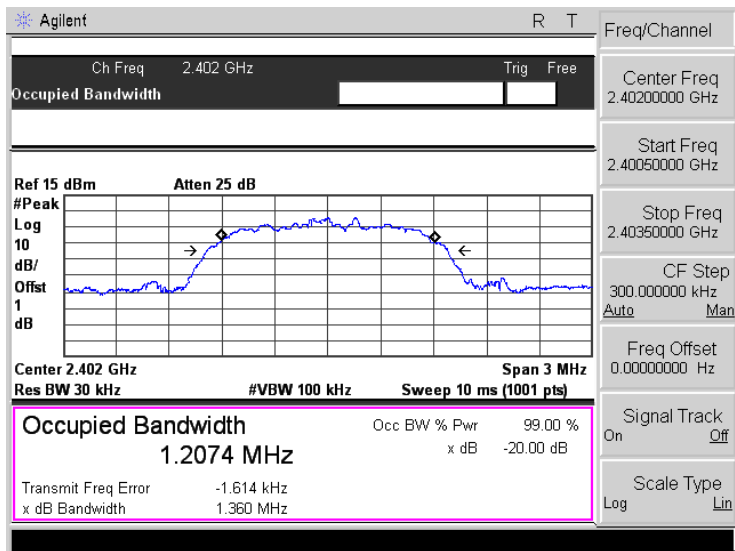 Agilent R T
Ch Freq 2.402 GHz Trig Free
Occupied Bandwidth
Ref 15 dBm Atten 25 dB
#Peak
Log
10
dB/
Offst
1
dB
Center 2.402 GHz Span 3 MHz
Res BW 30 kHz #VBW 100 kHz Sweep 10 ms (1001 pts)
Occupied Bandwidth
1.2074 MHz
Occ BW % Pwr 99.00 %
x dB -20.00 dB
Transmit Freq Error -1.614 kHz
x dB Bandwidth 1.360 MHz
Freq/Channel
Center Freq
2.40200000 GHz
Start Freq
2.40050000 GHz
Stop Freq
2.40350000 GHz
CF Step
300.000000 kHz
Auto Man
Freq Offset
0.00000000 Hz
Signal Track
On Off
Scale Type
Log Lin